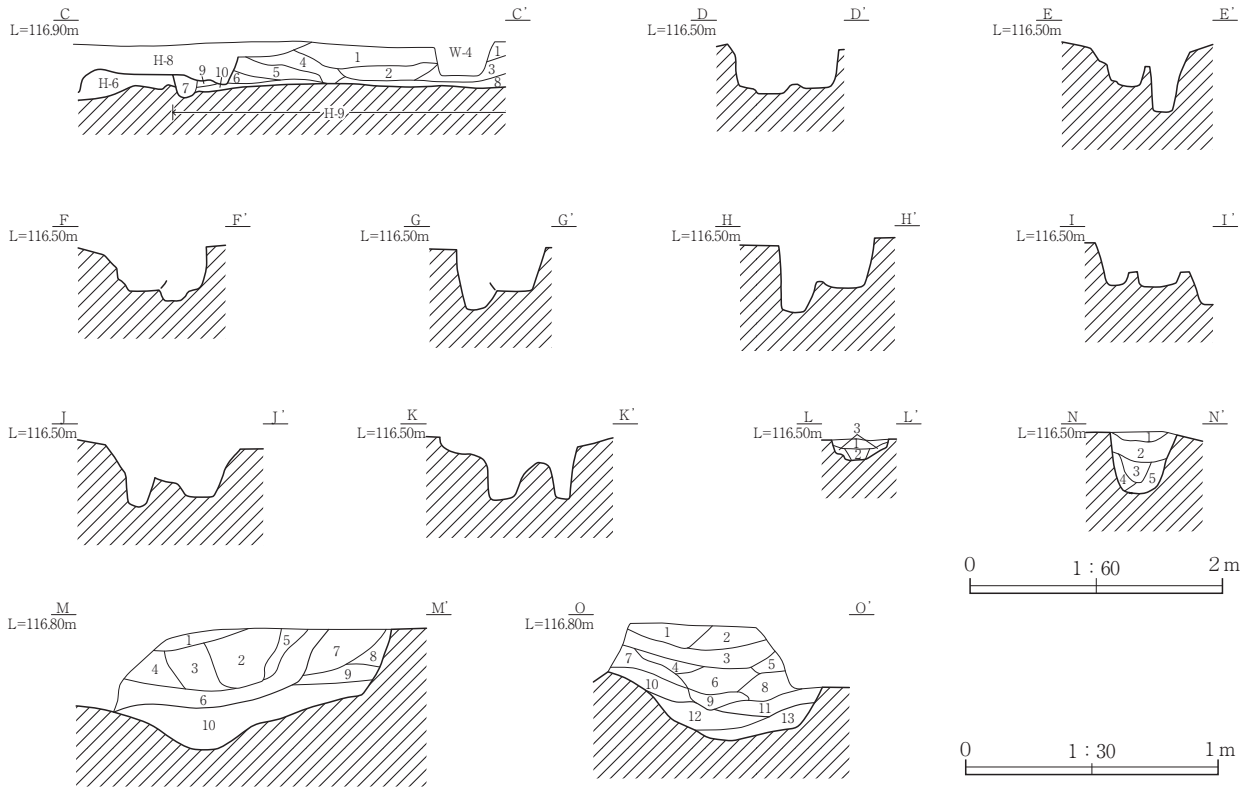 C C'
L=116.90m
H-8 W-4
1 4 1 3 8
9 10 5 2
H-6 7 6
H-9
D D'
L=116.50m
E E'
L=116.50m
F F'
L=116.50m
G G'
L=116.50m
H H'
L=116.50m
I I'
L=116.50m
J J'
L=116.50m
K K'
L=116.50m
L L'
L=116.50m
3
1
2
N N'
L=116.50m
1
2
3
4 5
0 1：60 2m
M M'
L=116.80m
1 5
2 7 8
4 3
9
6
10
O O'
L=116.80m
1 2
7 4 3 5
10 6 8
9 11
12 13
0 1：30 1m